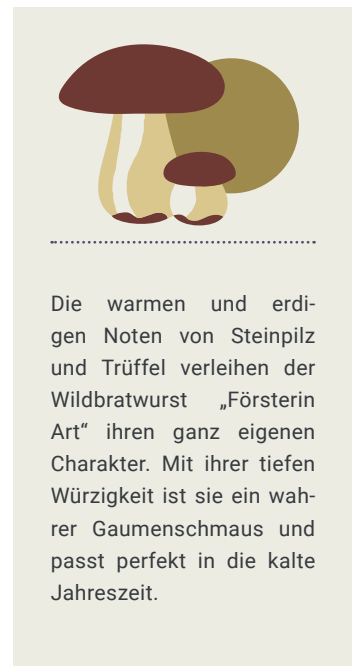 Die warmen und erdi-
gen Noten von Steinpilz
und Trüffel verleihen der
Wildbratwurst „Försterin
Art“ ihren ganz eigenen
Charakter. Mit ihrer tiefen
Würzigkeit ist sie ein wah-
rer Gaumenschmaus und
passt perfekt in die kalte
Jahreszeit.